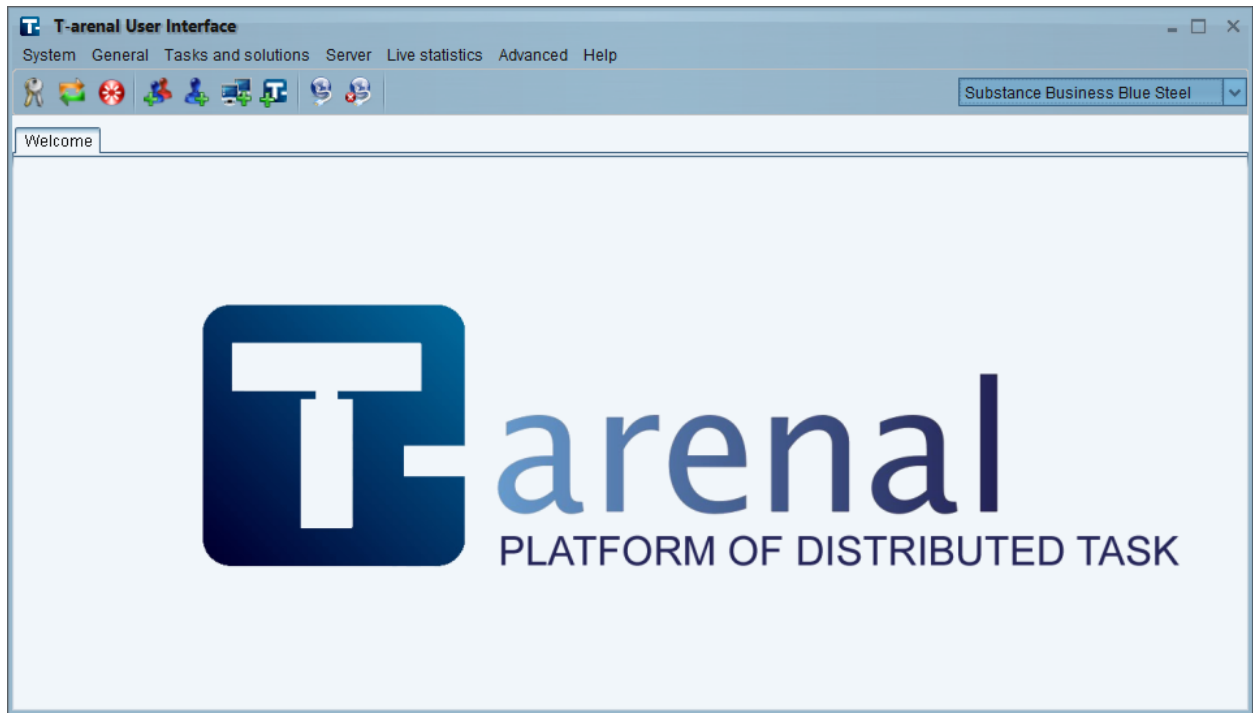 T-arenal User Interface
System General Tasks and solutions Server Live statistics Advanced Help
Substance Business Blue Steel
Welcome
T-arenal
PLATFORM OF DISTRIBUTED TASK